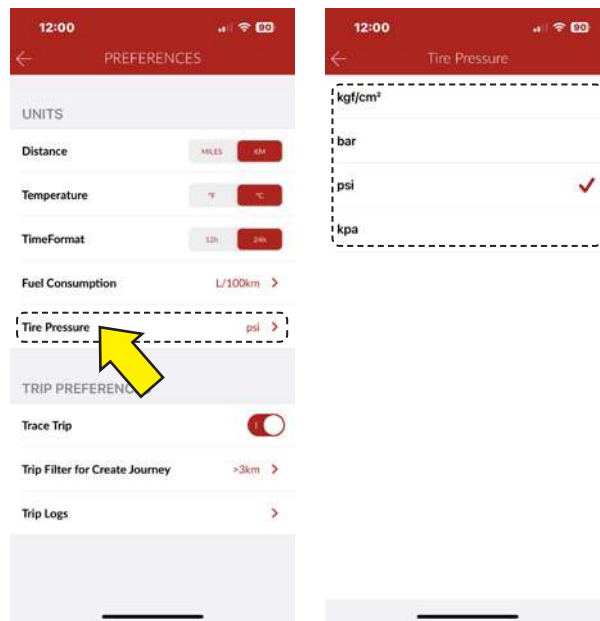 12:00 90
PREFERENCES
UNITS
Distance MILES KM
Temperature °F °C
TimeFormat 12h 24h
Fuel Consumption L/100km
Tire Pressure psi
TRIP PREFERENC
Trace Trip
Trip Filter for Create Journey >3km
Trip Logs
12:00 90
Tire Pressure
kgf/cm²
bar
psi
kpa